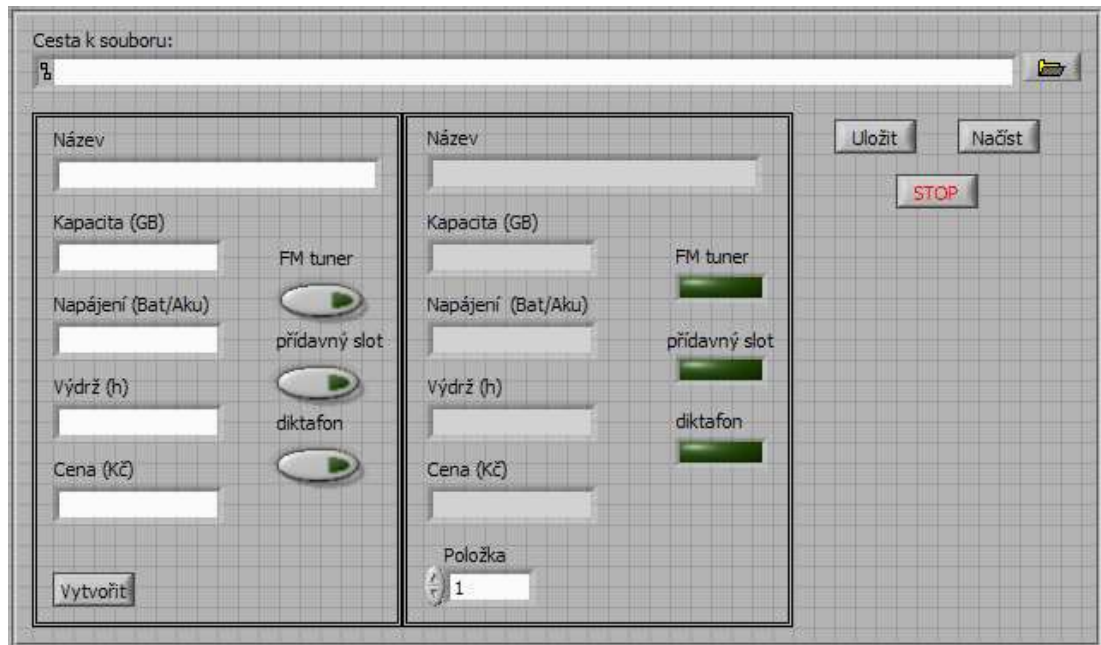 Cesta k souboru:
Název
Kapacita (GB)
FM tuner
Napájení (Bat/Aku)
přídavný slot
Výdrž (h)
diktafon
Cena (Kč)
Vytvořit
Název
Kapacita (GB)
FM tuner
Napájení (Bat/Aku)
přídavný slot
Výdrž (h)
diktafon
Cena (Kč)
Položka
1
Uložit
Načíst
STOP